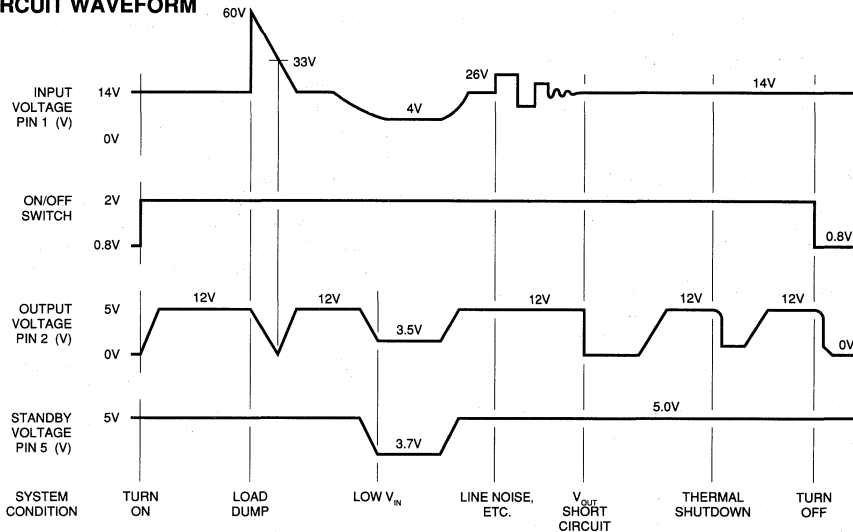 RCUIT WAVEFORM
60V
33V
INPUT
VOLTAGE
PIN 1 (V)
14V
0V
4V
26V
14V
ON/OFF
SWITCH
2V
0.8V
0.8V
OUTPUT
VOLTAGE
PIN 2 (V)
5V
0V
12V
12V
3.5V
12V
12V
12V
0V
STANDBY
VOLTAGE
PIN 5 (V)
5V
3.7V
5.0V
SYSTEM
CONDITION
TURN
ON
LOAD
DUMP
LOW VIN
LINE NOISE,
ETC.
VOUT
SHORT
CIRCUIT
THERMAL
SHUTDOWN
TURN
OFF